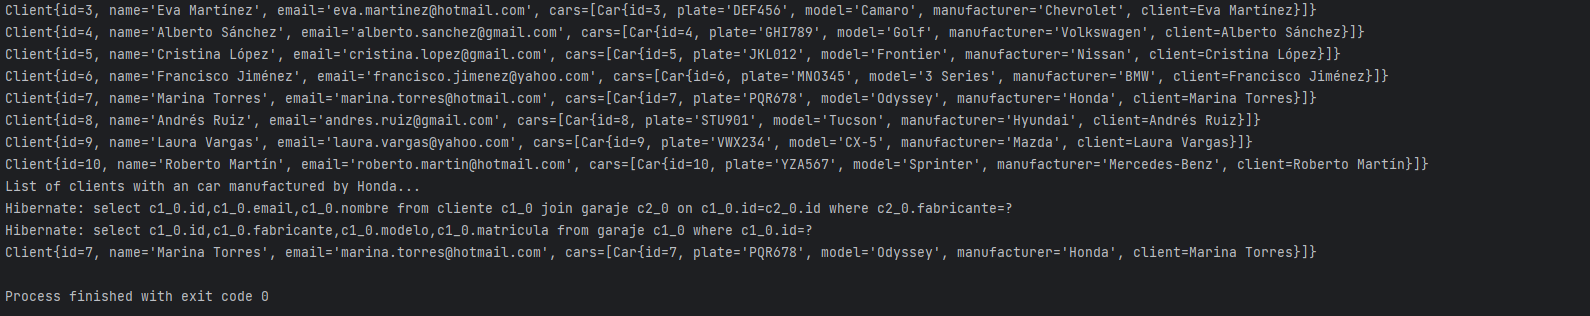 Client{id=3, name='Eva Martínez', email='eva.martinez@hotmail.com', cars=[Car{id=3, plate='DEF456', model='Camaro', manufacturer='Chevrolet', client=Eva Martínez}]}
Client{id=4, name='Alberto Sánchez', email='alberto.sanchez@gmail.com', cars=[Car{id=4, plate='GHI789', model='Golf', manufacturer='Volkswagen', client=Alberto Sánchez}]}
Client{id=5, name='Cristina López', email='cristina.lopez@gmail.com', cars=[Car{id=5, plate='JKL012', model='Frontier', manufacturer='Nissan', client=Cristina López}]}
Client{id=6, name='Francisco Jiménez', email='francisco.jimenez@yahoo.com', cars=[Car{id=6, plate='MNO345', model='3 Series', manufacturer='BMW', client=Francisco Jiménez}]}
Client{id=7, name='Marina Torres', email='marina.torres@hotmail.com', cars=[Car{id=7, plate='PQR678', model='Odyssey', manufacturer='Honda', client=Marina Torres}]}
Client{id=8, name='Andrés Ruiz', email='andres.ruiz@gmail.com', cars=[Car{id=8, plate='STU901', model='Tucson', manufacturer='Hyundai', client=Andrés Ruiz}]}
Client{id=9, name='Laura Vargas', email='laura.vargas@yahoo.com', cars=[Car{id=9, plate='VWX234', model='CX-5', manufacturer='Mazda', client=Laura Vargas}]}
Client{id=10, name='Roberto Martín', email='roberto.martin@hotmail.com', cars=[Car{id=10, plate='YZA567', model='Sprinter', manufacturer='Mercedes-Benz', client=Roberto Martín}]}
List of clients with an car manufactured by Honda...
Hibernate: select c1_0.id,c1_0.email,c1_0.nombre from cliente c1_0 join garaje c2_0 on c1_0.id=c2_0.id where c2_0.fabricante=?
Hibernate: select c1_0.id,c1_0.fabricante,c1_0.modelo,c1_0.matricula from garaje c1_0 where c1_0.id=?
Client{id=7, name='Marina Torres', email='marina.torres@hotmail.com', cars=[Car{id=7, plate='PQR678', model='Odyssey', manufacturer='Honda', client=Marina Torres}]}
Process finished with exit code 0